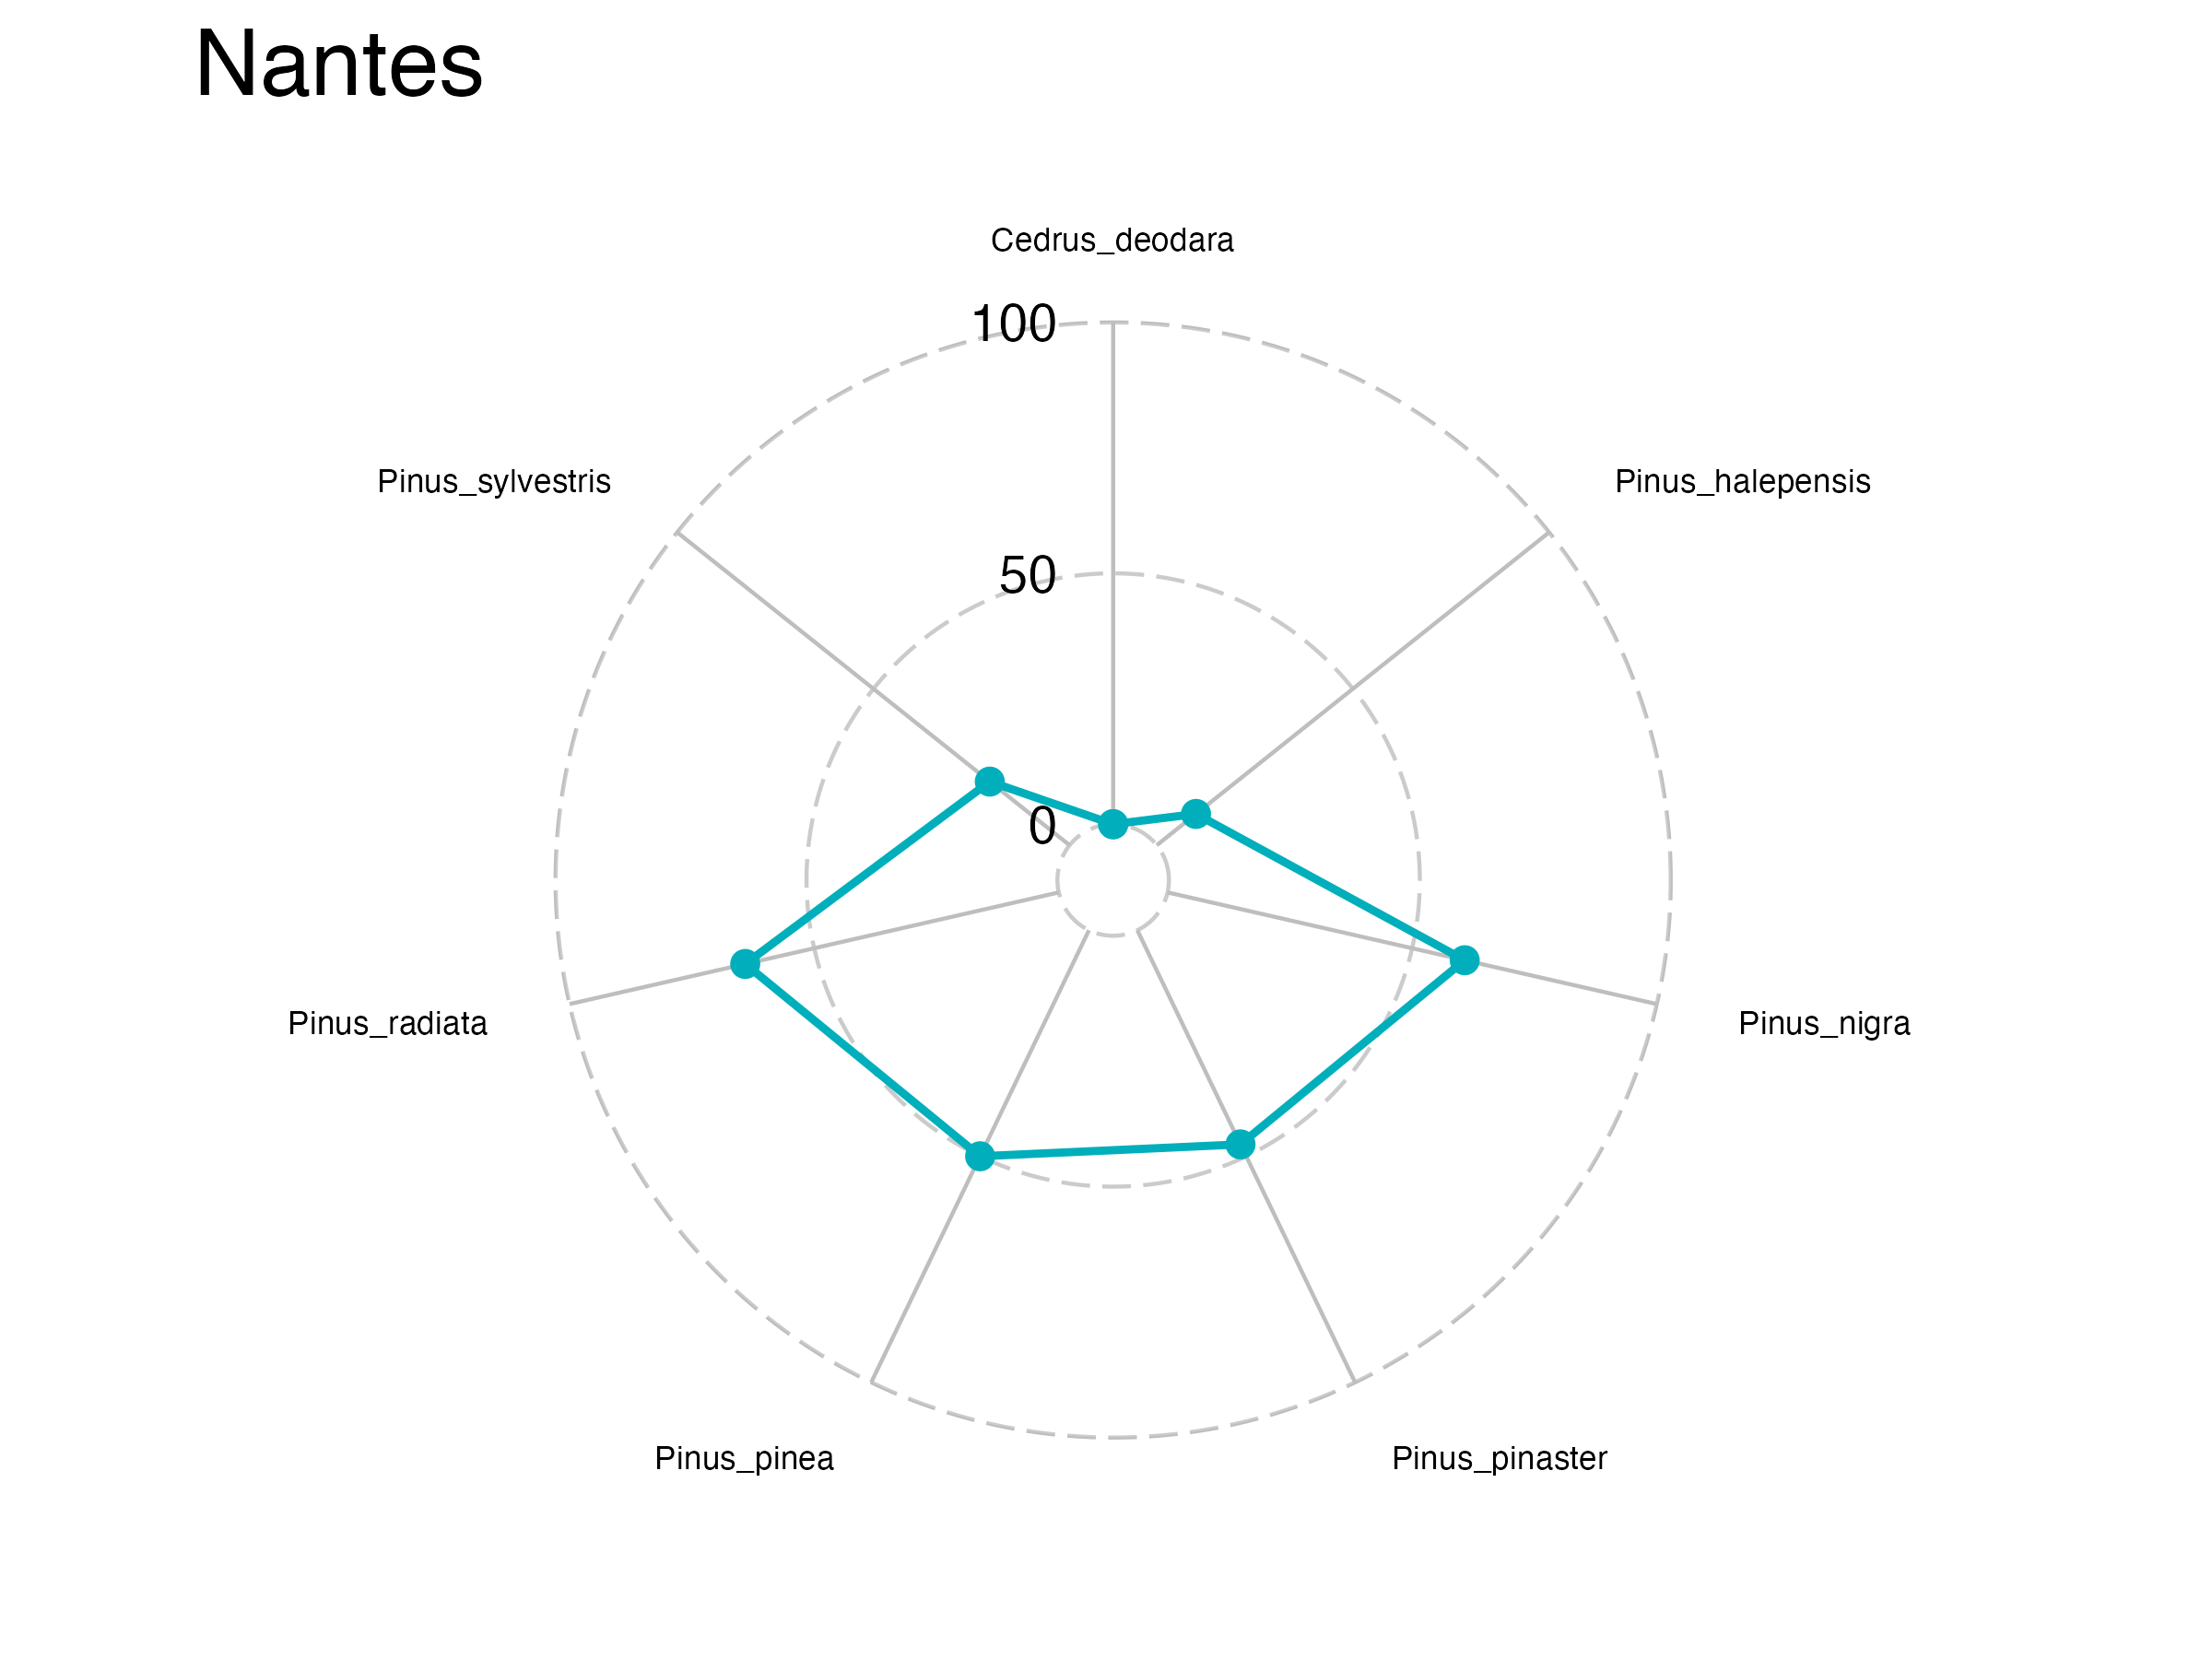 Nantes
Cedrus_deodara
100
Pinus_sylvestris
Pinus_halepensis
50
0
Pinus_radiata
Pinus_nigra
Pinus_pinea
Pinus_pinaster